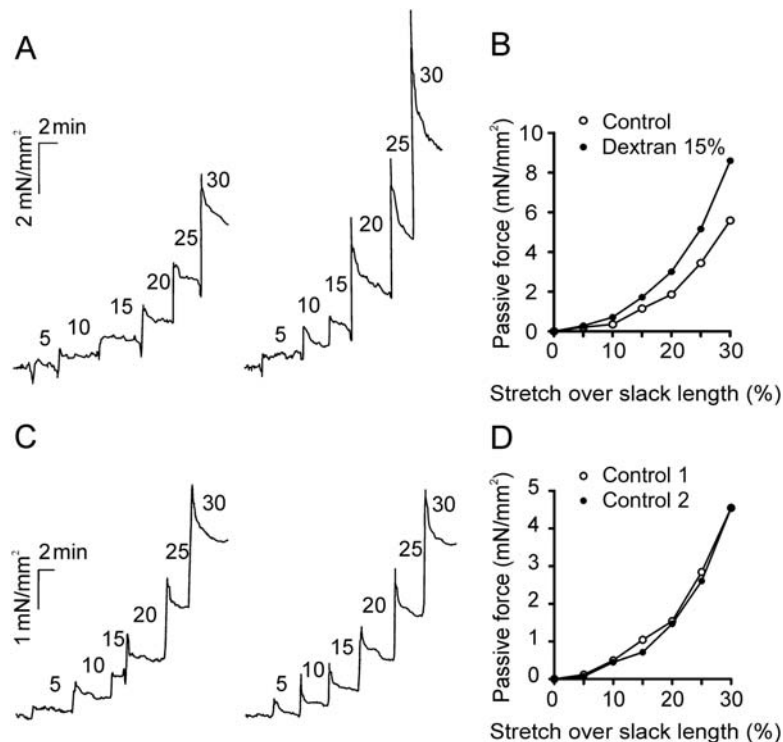 A
2 min
2 mN/mm²
5
10
15
20
25
30
5
10
15
20
25
30
B
Control
Dextran 15%
Passive force (mN/mm²)
10
8
6
4
2
0
0 10 20 30
Stretch over slack length (%)
C
2 min
1 mN/mm²
5
10
15
20
25
30
5
10
15
20
25
30
D
Control 1
Control 2
Passive force (mN/mm²)
5
4
3
2
1
0
0 10 20 30
Stretch over slack length (%)